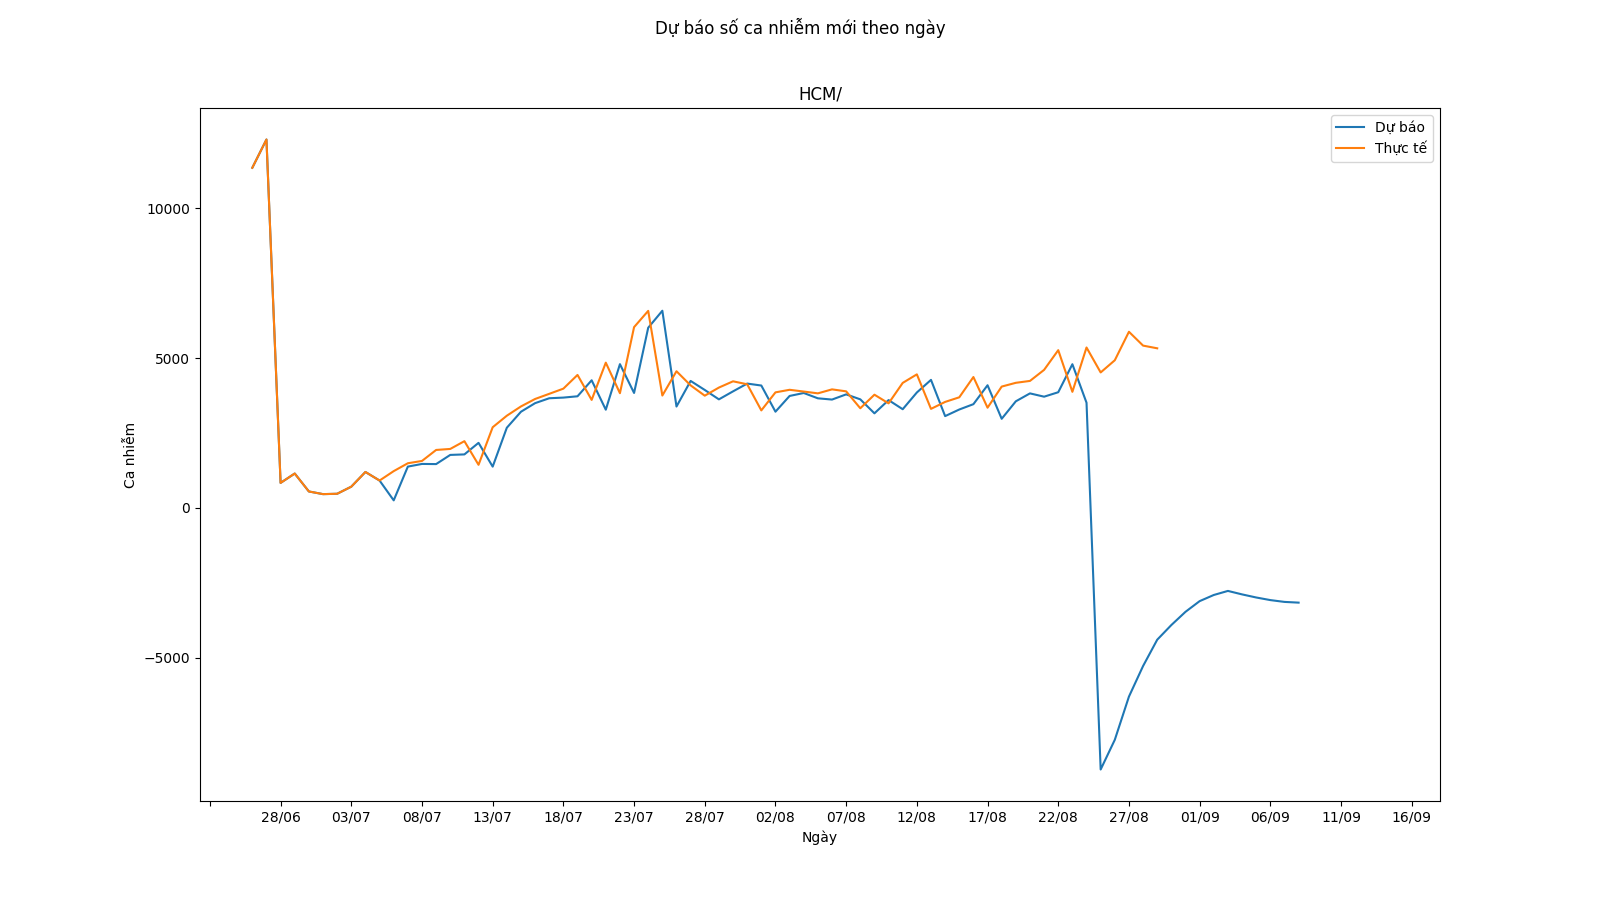 Dự báo số ca nhiễm mới theo ngày
HCM/
Dự báo
Thực tế
10000
5000
0
−5000
Ca nhiễm
28/06 03/07 08/07 13/07 18/07 23/07 28/07 02/08 07/08 12/08 17/08 22/08 27/08 01/09 06/09 11/09 16/09
Ngày